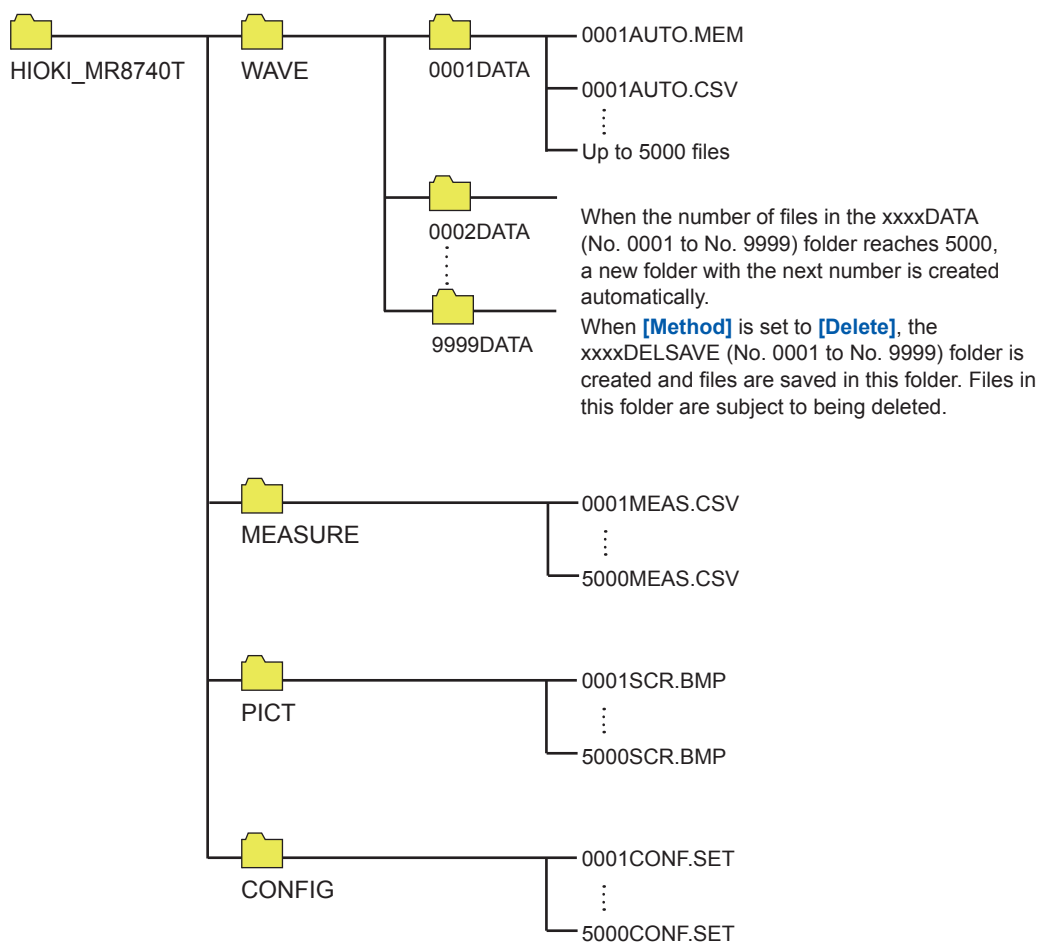 HIOKI_MR8740T
WAVE
0001DATA
0001AUTO.MEM
0001AUTO.CSV
Up to 5000 files
0002DATA
9999DATA
When the number of files in the xxxxDATA
(No. 0001 to No. 9999) folder reaches 5000,
a new folder with the next number is created
automatically.
When [Method] is set to [Delete], the
xxxxDELSAVE (No. 0001 to No. 9999) folder is
created and files are saved in this folder. Files in
this folder are subject to being deleted.
MEASURE
0001MEAS.CSV
5000MEAS.CSV
PICT
0001SCR.BMP
5000SCR.BMP
CONFIG
0001CONF.SET
5000CONF.SET